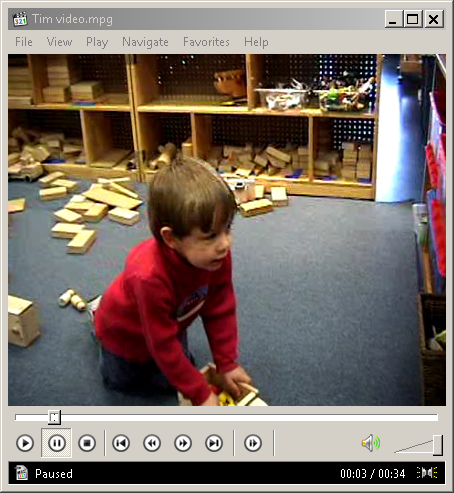 Tim video.mpg
File View Play Navigate Favorites Help
Paused 00:03 / 00:34